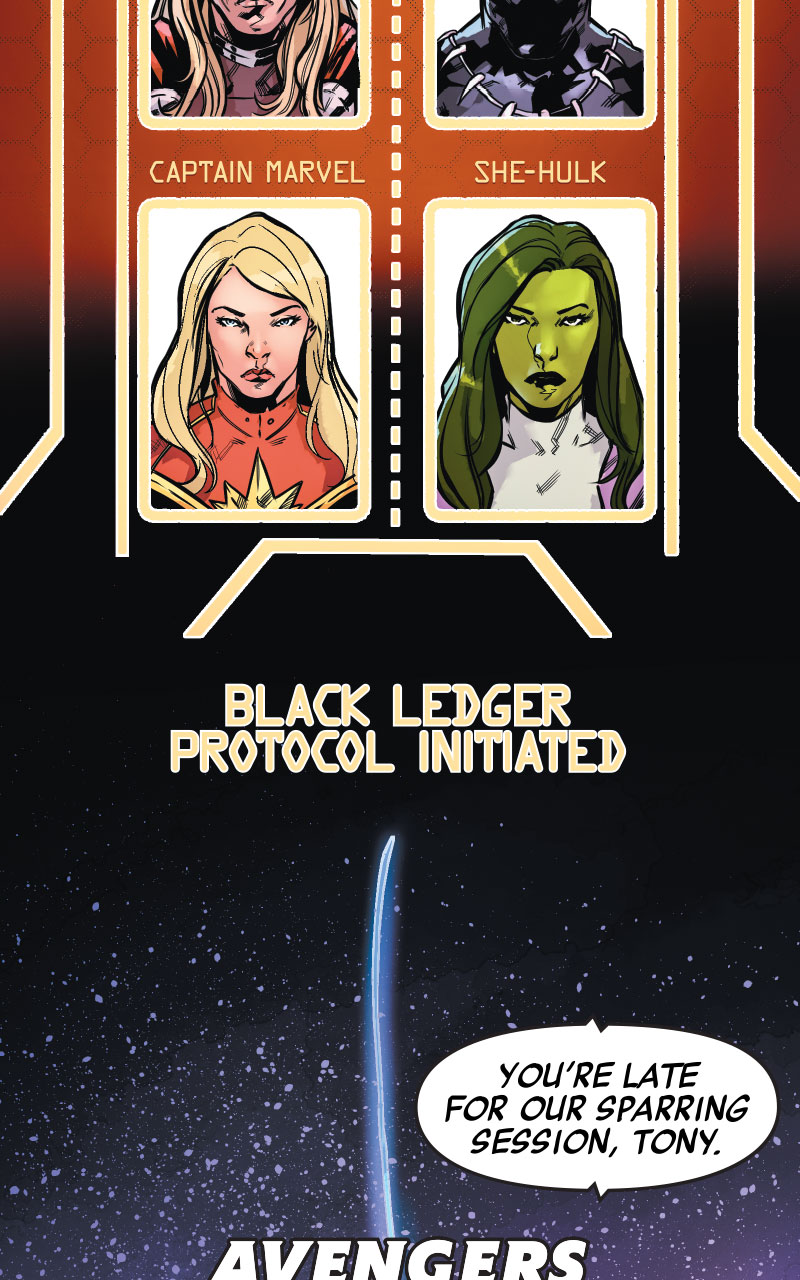 CAPTAIN MARVEL
SHE-HULK
BLACK LEDGER
PROTOCOL INITIATED
YOU'RE LATE
FOR OUR SPARRING
SESSION, TONY.
AVENGERS